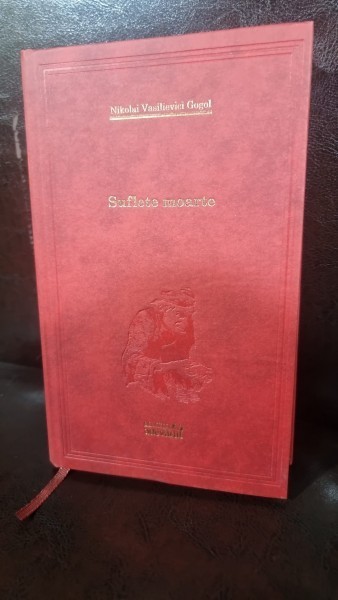 Nikolai Vasilievici Gogol
Suflete moarte